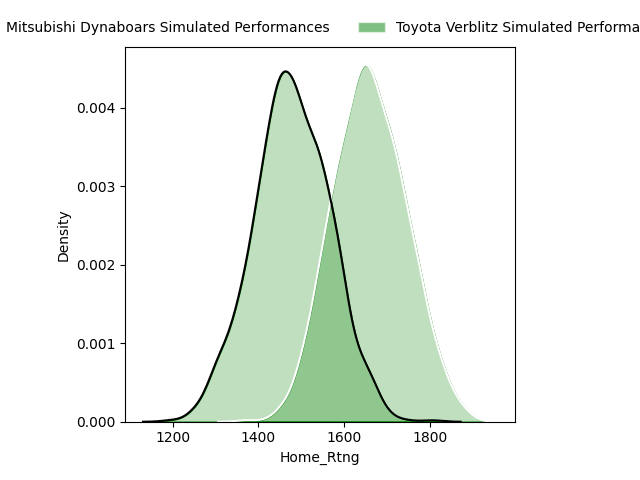 Mitsubishi Dynaboars Simulated Performances Toyota Verblitz Simulated Performa
0.004
0.003
0.002
0.001
0.000
Density
1200 1400 1600 1800
Home_Rtng